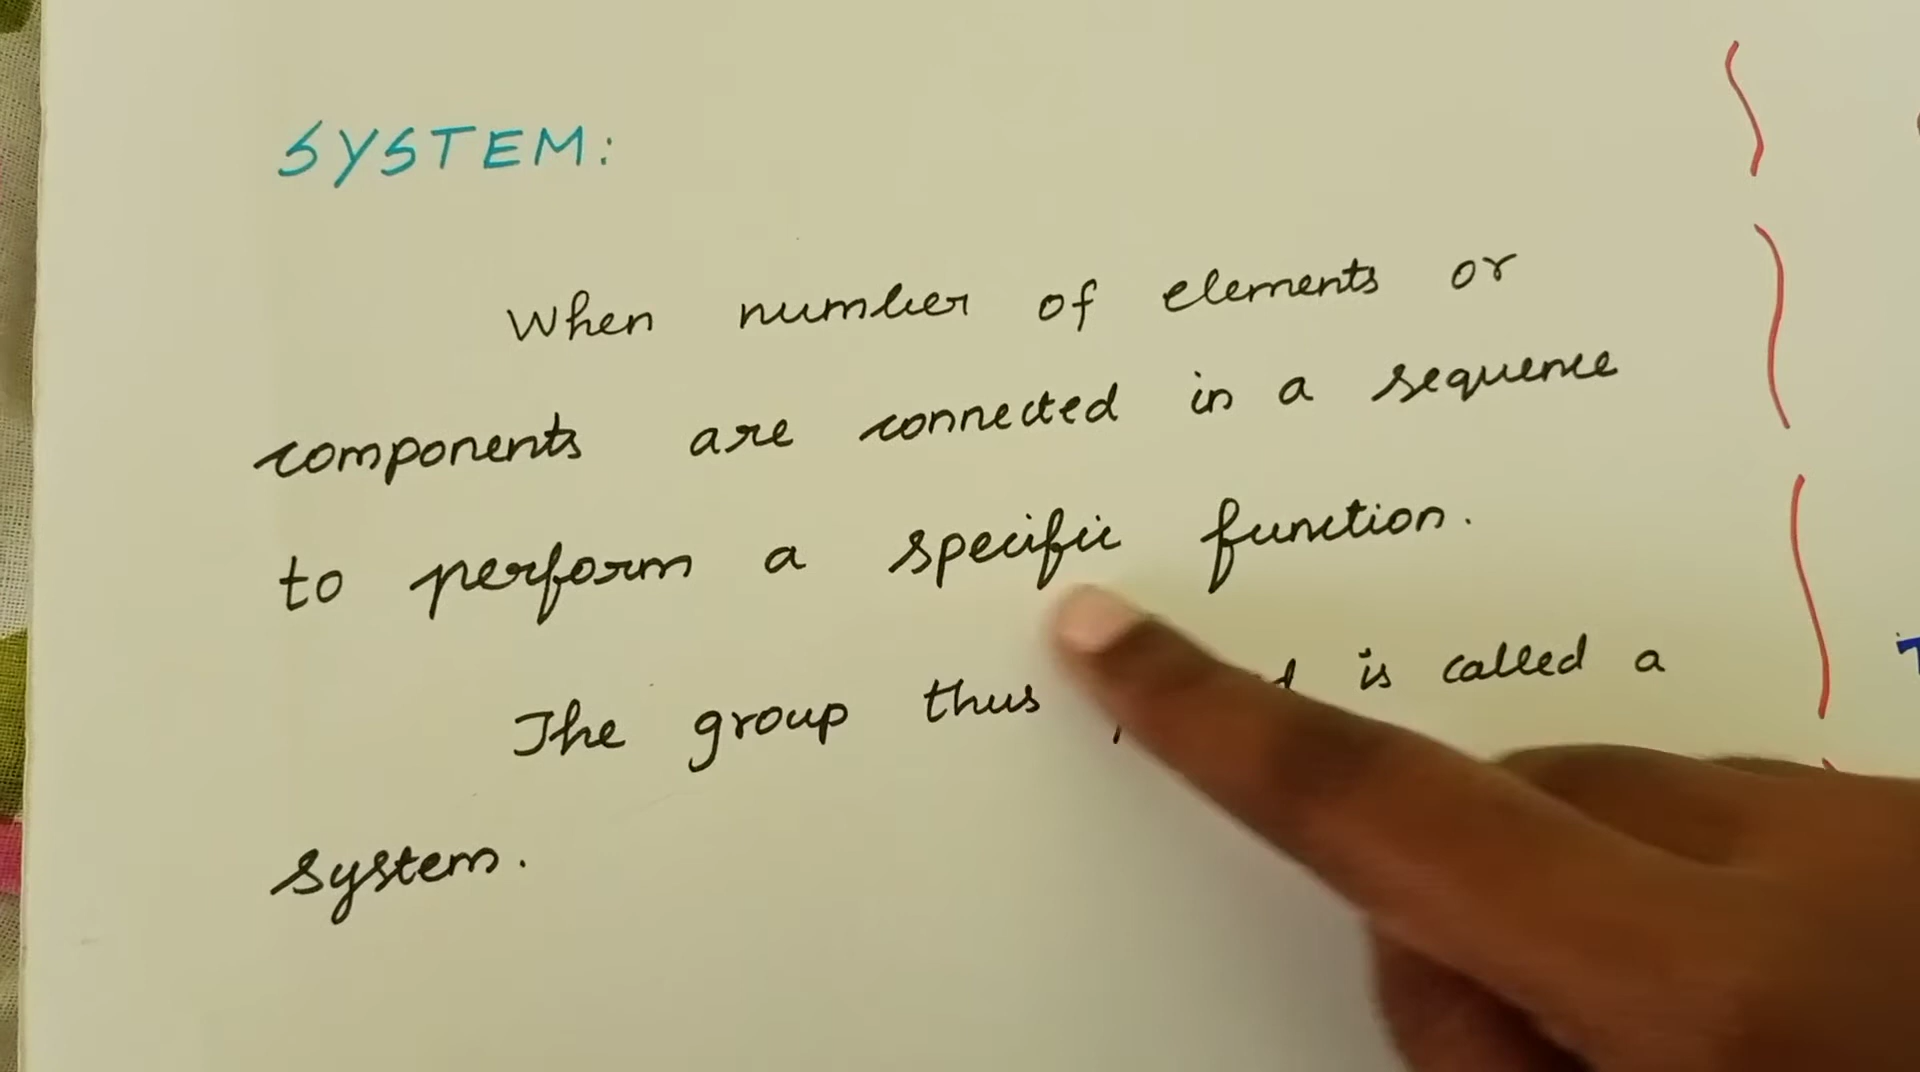 SYSTEM:
When number of elements or
components are connected in a sequence
to perform a specific function.
The group thus is called a
system.